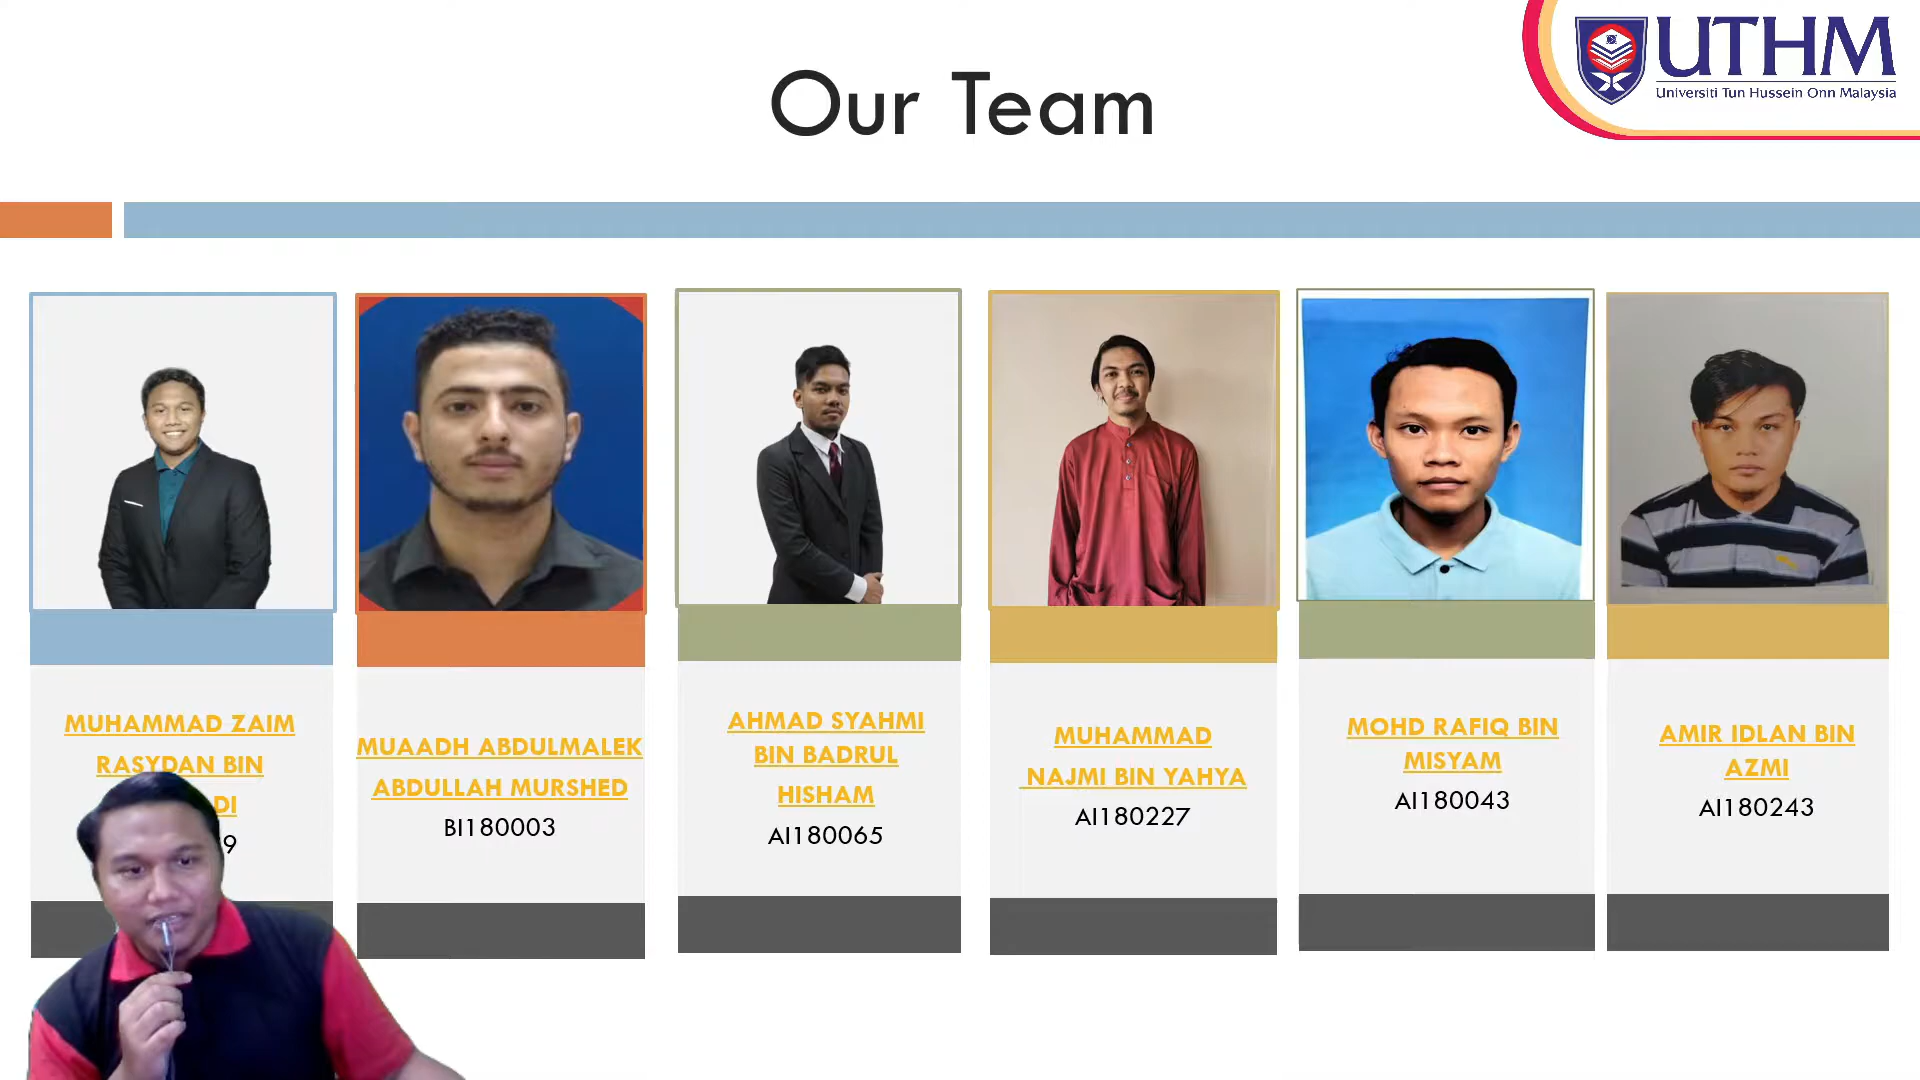 Our Team
UTHM
Universiti Tun Hussein Onn Malaysia
MUHAMMAD ZAIM
RASYDAN BIN
DI
9
MUAADH ABDULMALEK
ABDULLAH MURSHED
BI180003
AHMAD SYAHMI
BIN BADRUL
HISHAM
AI180065
MUHAMMAD
NAJMI BIN YAHYA
AI180227
MOHD RAFIQ BIN
MISYAM
AI180043
AMIR IDLAN BIN
AZMI
AI180243